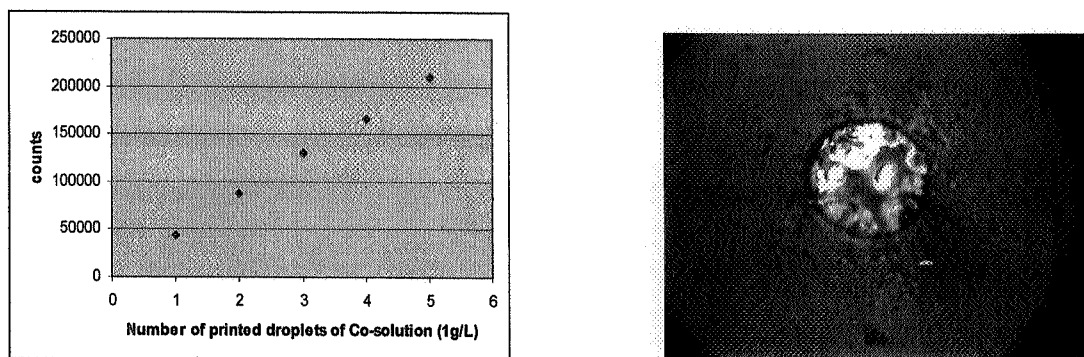 250000
200000
150000
100000
50000
0
counts
0 1 2 3 4 5 6
Number of printed droplets of Co-solution (1g/L)